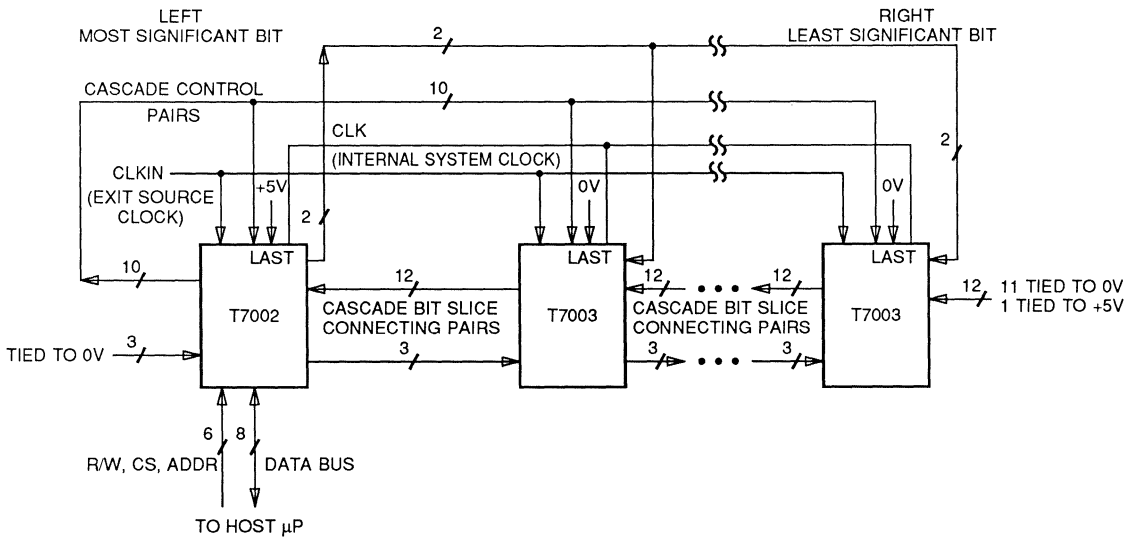 LEFT
MOST SIGNIFICANT BIT
RIGHT
LEAST SIGNIFICANT BIT
2
CASCADE CONTROL
PAIRS
10
CLK
(INTERNAL SYSTEM CLOCK)
2
CLKIN
(EXIT SOURCE
CLOCK)
+5V
0V
0V
2
LAST
LAST
LAST
10
12
12
12
12
11 TIED TO 0V
1 TIED TO +5V
T7002
CASCADE BIT SLICE
CONNECTING PAIRS
T7003
CASCADE BIT SLICE
CONNECTING PAIRS
T7003
TIED TO 0V
3
3
3
3
6
8
R/W, CS, ADDR
DATA BUS
TO HOST µP